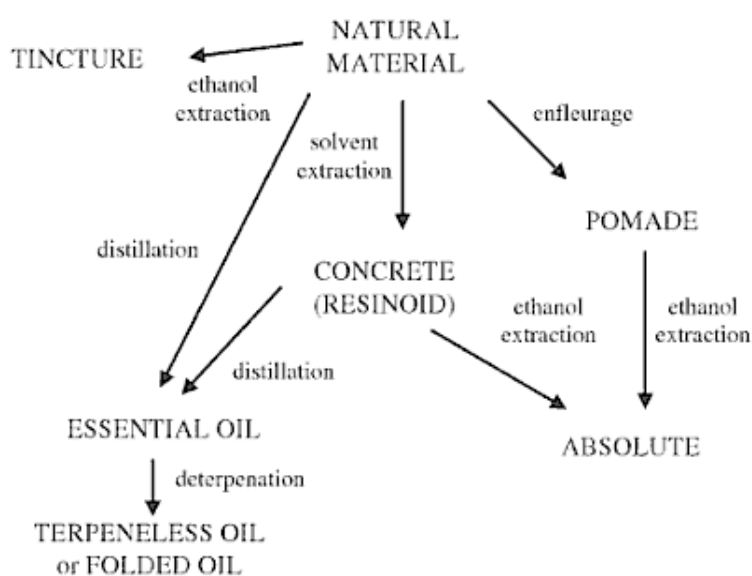 NATURAL
MATERIAL
TINCTURE
ethanol
extraction
solvent
extraction
enfleurage
POMADE
distillation
CONCRETE
(RESINOID)
ethanol
extraction
ethanol
extraction
distillation
ESSENTIAL OIL
ABSOLUTE
deterpenation
TERPENELESS OIL
or FOLDED OIL